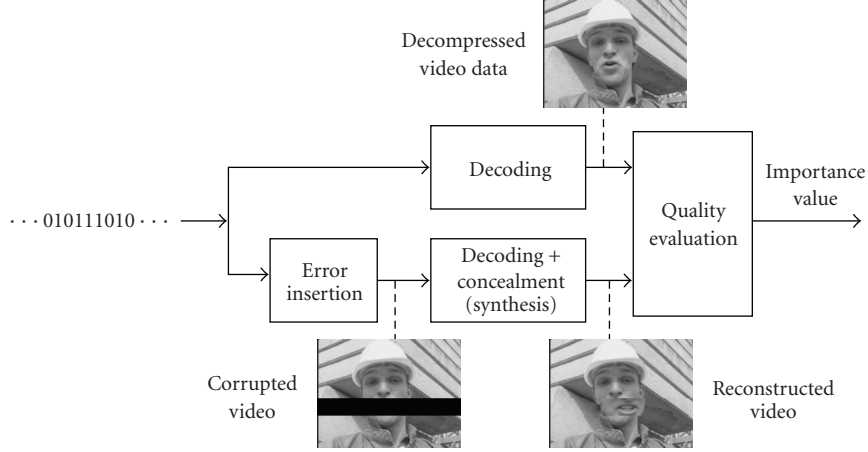 Decompressed
video data
Decoding
Importance
value
· · · 010111010 · · ·
Quality
evaluation
Error
insertion
Decoding +
concealment
(synthesis)
Corrupted
video
Reconstructed
video